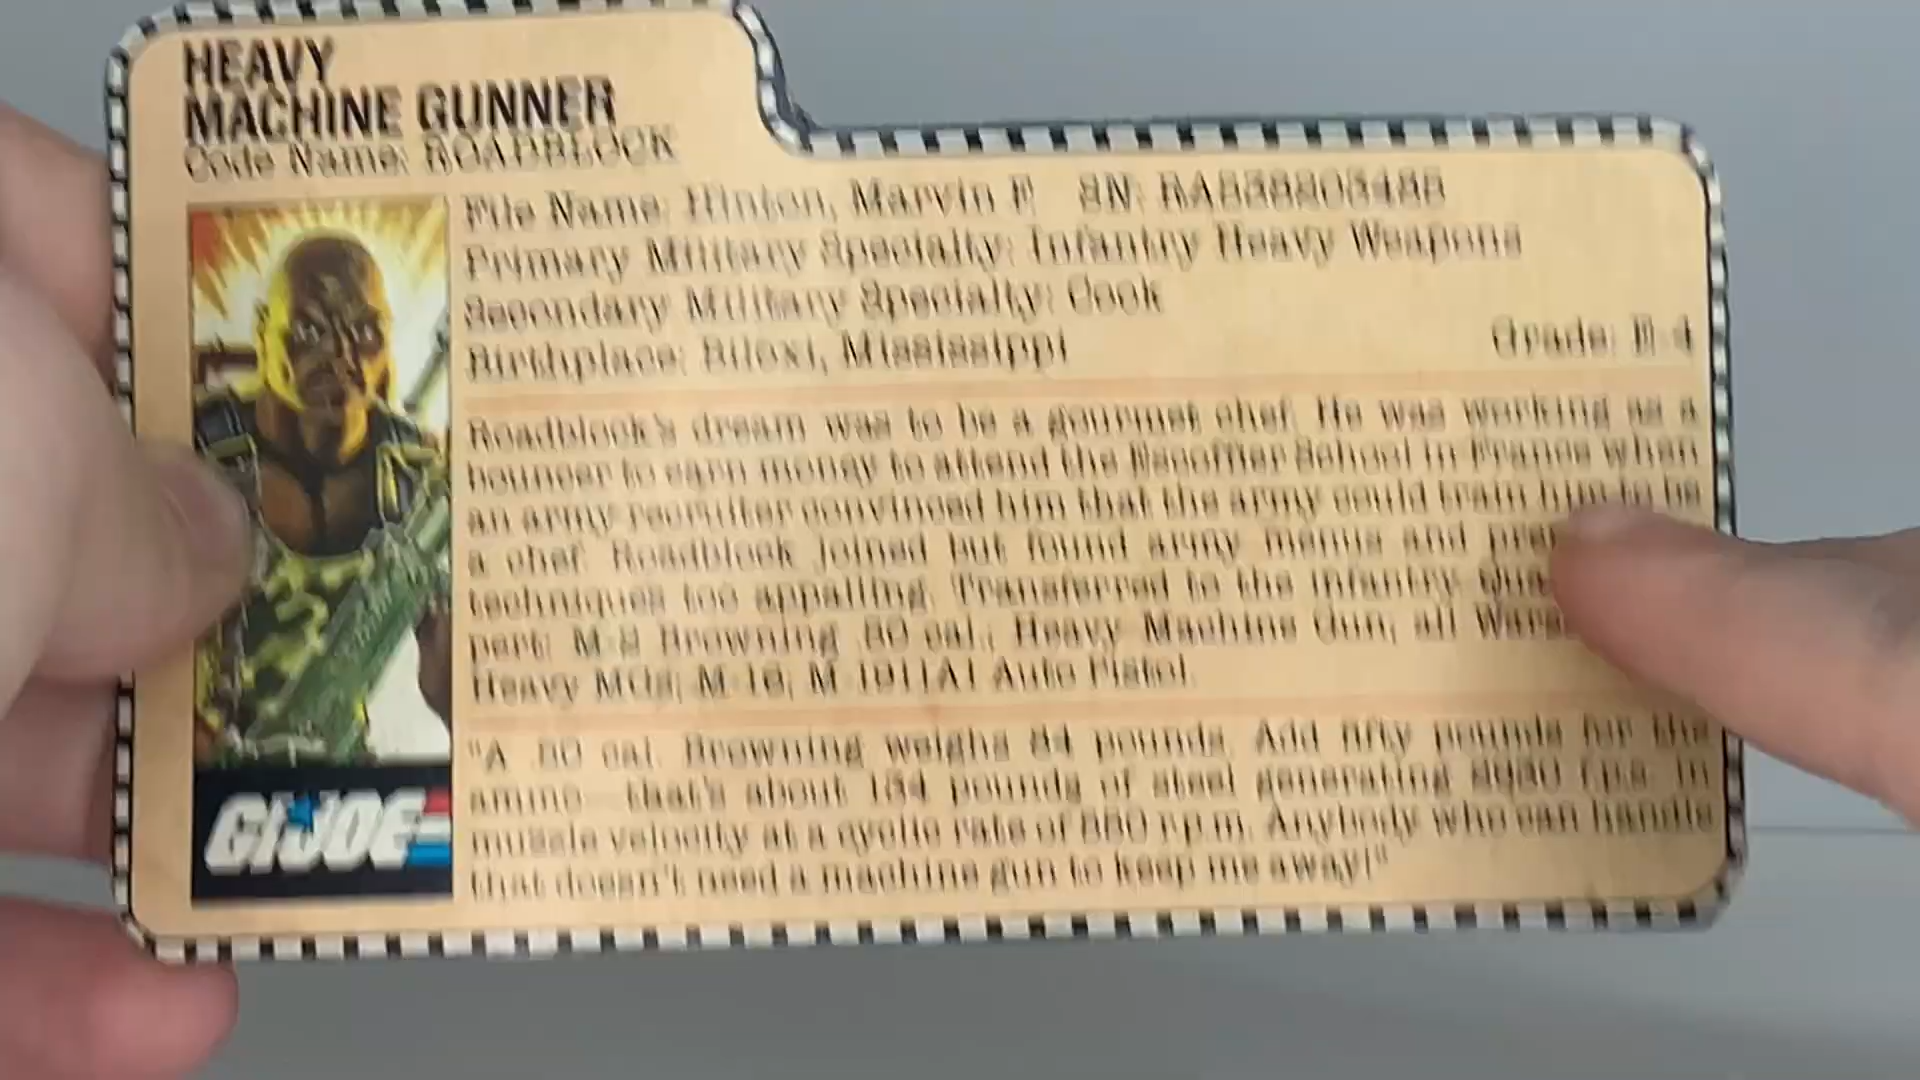 HEAVY
MACHINE GUNNER
Code Name: ROADBLOCK
File Name: Hinton, Marvin F. SN:
Primary Military Specialty: Infantry Heavy Weapons
Secondary Military Specialty: Cook
Birthplace: Biloxi, Mississippi
Grade: E-4
Roadblock's dream was to be a gourmet chef. He was working as a
bouncer to earn money to attend the Escoffier School in France when
an army recruiter convinced him that the army could train him to be
a chef. Roadblock joined but found army menus and
techniques too appalling. Transferred to the Infantry.
pert: Browning .50 cal.; Heavy Machine Gun; all
Heavy MGs; M-16; M-1911A1 Auto Pistol.
"A .50 cal. Browning weighs 84 pounds. Add fifty pounds for the
ammo—that's about 134 pounds of steel generating f.p.s. in
muzzle velocity at a cyclic rate of 550 r.p.m. Anybody who can handle
that doesn't need a machine gun to keep me away!"
GI JOE